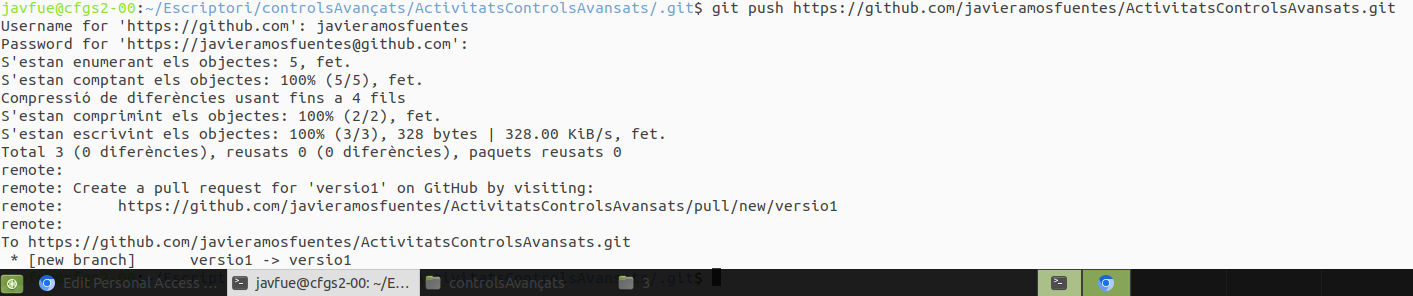 javfue@cfgs2-00:~/Escriptori/controlsAvançats/ActivitatsControlsAvansats/.git$ git push https://github.com/javieramosfuentes/ActivitatsControlsAvansats.git
Username for 'https://github.com': javieramosfuentes
Password for 'https://javieramosfuentes@github.com':
S'estan enumerant els objectes: 5, fet.
S'estan comptant els objectes: 100% (5/5), fet.
Compressió de diferències usant fins a 4 fils
S'estan comprimint els objectes: 100% (2/2), fet.
S'estan escrivint els objectes: 100% (3/3), 328 bytes | 328.00 KiB/s, fet.
Total 3 (0 diferències), reusats 0 (0 diferències), paquets reusats 0
remote:
remote: Create a pull request for 'versio1' on GitHub by visiting:
remote:      https://github.com/javieramosfuentes/ActivitatsControlsAvansats/pull/new/versio1
remote:
To https://github.com/javieramosfuentes/ActivitatsControlsAvansats.git
 * [new branch]      versio1 -> versio1
Edit Personal Access ... javfue@cfgs2-00: ~/E... controlsAvançats 3